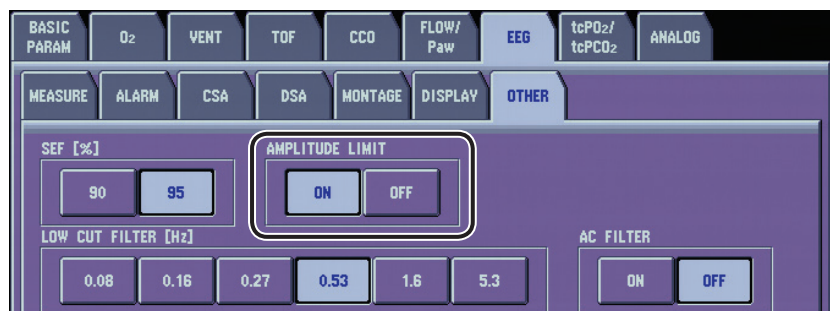 BASIC PARAM O2 VENT TOF CCO FLOW/ Paw EEG tcPO2/ tcPCO2 ANALOG
MEASURE ALARM CSA DSA MONTAGE DISPLAY OTHER
SEF [%] AMPLITUDE LIMIT
90 95 ON OFF
LOW CUT FILTER [Hz] AC FILTER
0.08 0.16 0.27 0.53 1.6 5.3 ON OFF